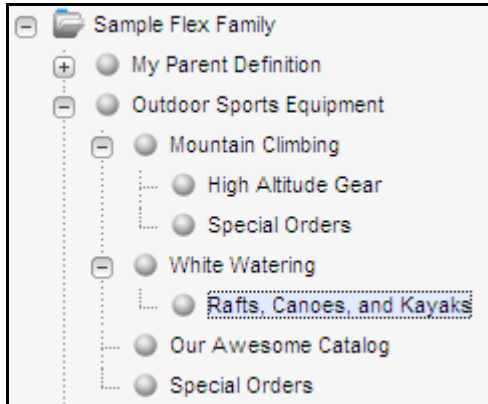 Sample Flex Family
My Parent Definition
Outdoor Sports Equipment
Mountain Climbing
High Altitude Gear
Special Orders
White Watering
Rafts, Canoes, and Kayaks
Our Awesome Catalog
Special Orders